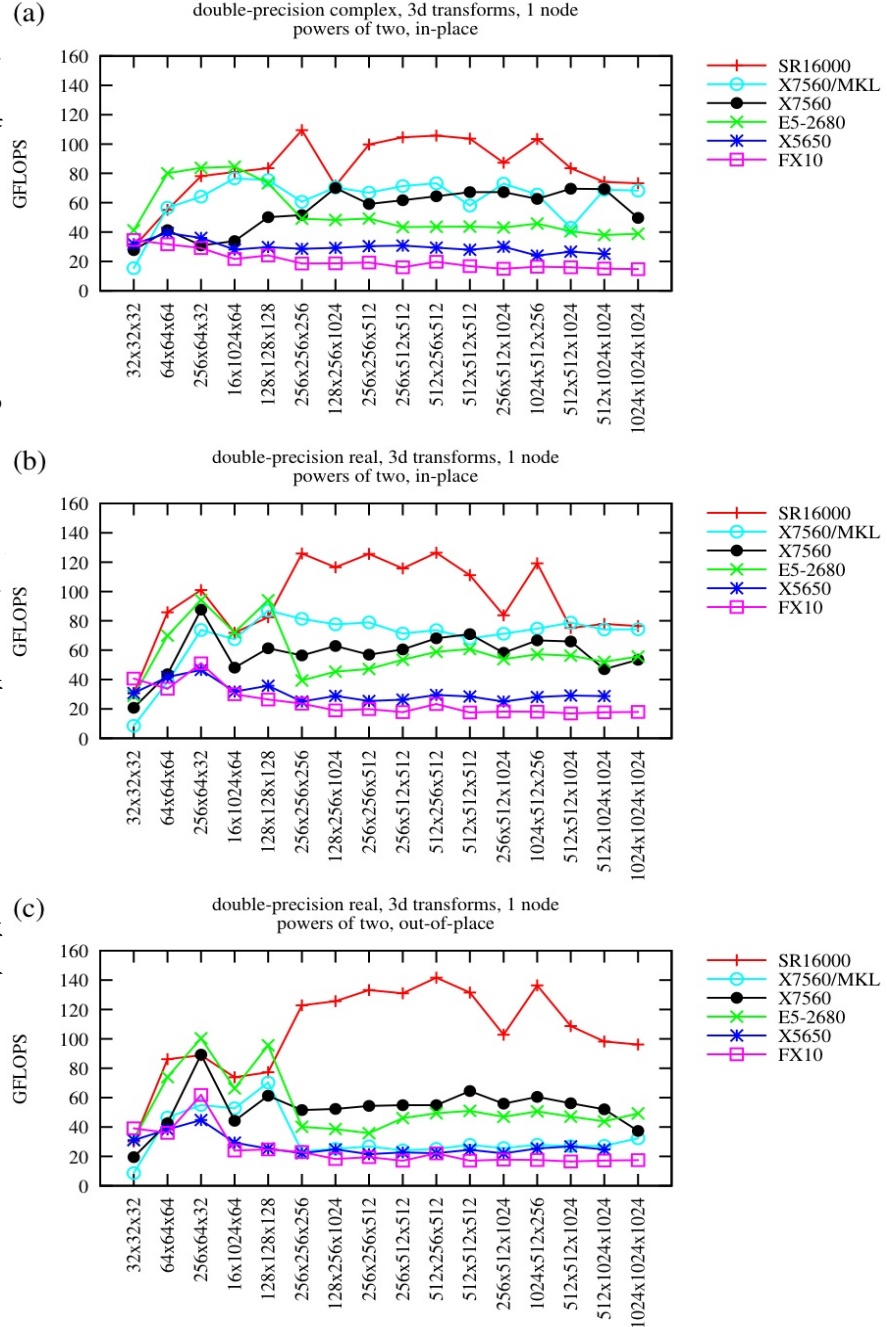 (a)
double-precision complex, 3d transforms, 1 node
powers of two, in-place
160
140
120
100
80
60
40
20
0
GFLOPS
SR16000
X7560/MKL
X7560
E5-2680
X5650
FX10
32x32x32
64x64x64
256x64x32
16x1024x64
128x128x128
256x256x256
128x256x1024
256x256x512
256x512x512
512x256x512
512x512x512
256x512x1024
1024x512x256
512x512x1024
512x1024x1024
1024x1024x1024
(b)
double-precision real, 3d transforms, 1 node
powers of two, in-place
160
140
120
100
80
60
40
20
0
GFLOPS
SR16000
X7560/MKL
X7560
E5-2680
X5650
FX10
32x32x32
64x64x64
256x64x32
16x1024x64
128x128x128
256x256x256
128x256x1024
256x256x512
256x512x512
512x256x512
512x512x512
256x512x1024
1024x512x256
512x512x1024
512x1024x1024
1024x1024x1024
(c)
double-precision real, 3d transforms, 1 node
powers of two, out-of-place
160
140
120
100
80
60
40
20
0
GFLOPS
SR16000
X7560/MKL
X7560
E5-2680
X5650
FX10
32x32x32
64x64x64
256x64x32
16x1024x64
128x128x128
256x256x256
128x256x1024
256x256x512
256x512x512
512x256x512
512x512x512
256x512x1024
1024x512x256
512x512x1024
512x1024x1024
1024x1024x1024